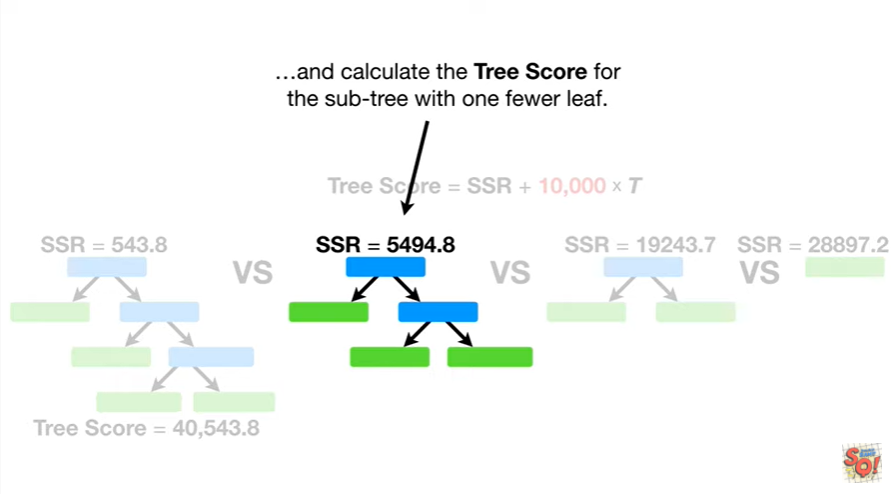 …and calculate the Tree Score for
the sub-tree with one fewer leaf.
Tree Score = SSR + 10,000 × T
SSR = 543.8
SSR = 5494.8
SSR = 19243.7
SSR = 28897.2
VS
VS
VS
Tree Score = 40,543.8
SQ!